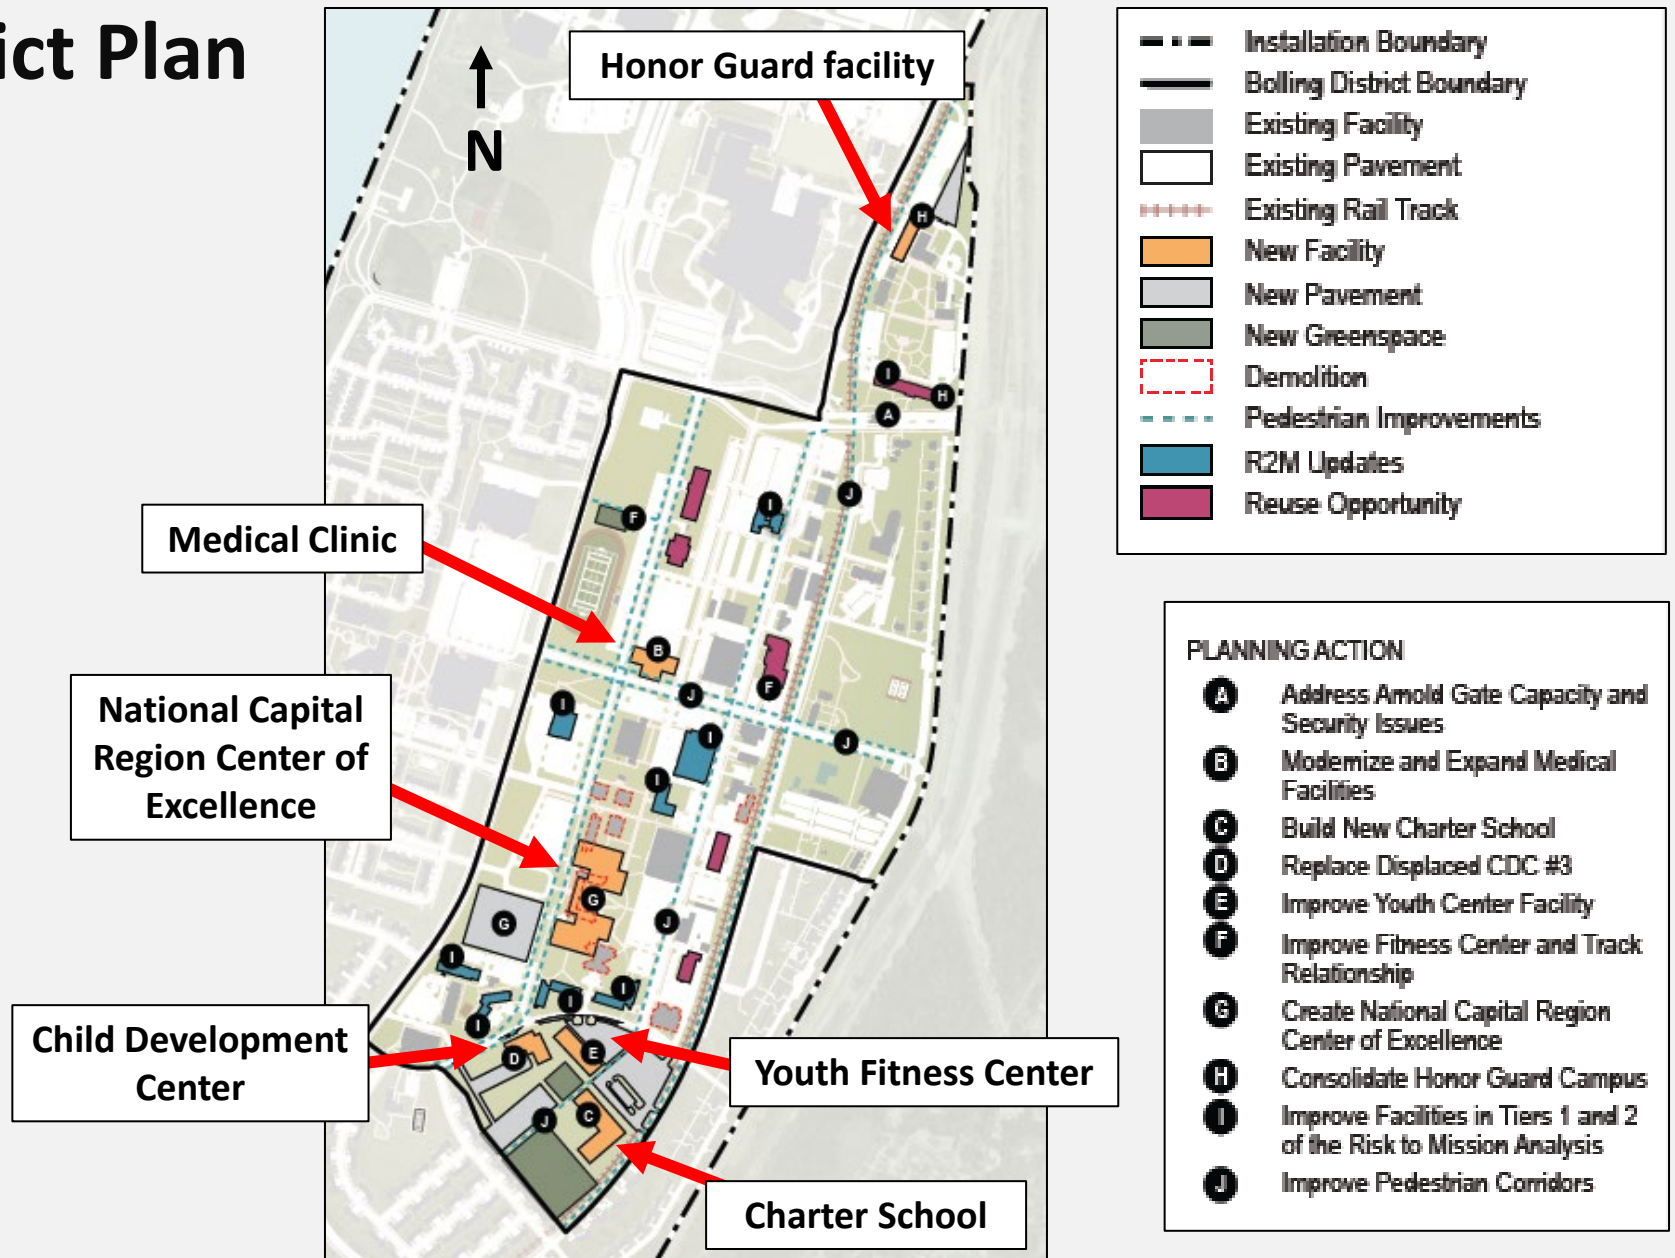 ict Plan
Honor Guard facility
N
Medical Clinic
National Capital
Region Center of
Excellence
Child Development
Center
Youth Fitness Center
Charter School
H
I
H
A
J
I
F
B
J
F
I
I
J
I
G
G
J
I
I
I
I
D
E
C
J
Installation Boundary
Bolling District Boundary
Existing Facility
Existing Pavement
Existing Rail Track
New Facility
New Pavement
New Greenspace
Demolition
Pedestrian Improvements
R2M Updates
Reuse Opportunity
PLANNING ACTION
A Address Arnold Gate Capacity and
Security Issues
B Modernize and Expand Medical
Facilities
C Build New Charter School
D Replace Displaced CDC #3
E Improve Youth Center Facility
F Improve Fitness Center and Track
Relationship
G Create National Capital Region
Center of Excellence
H Consolidate Honor Guard Campus
I Improve Facilities in Tiers 1 and 2
of the Risk to Mission Analysis
J Improve Pedestrian Corridors